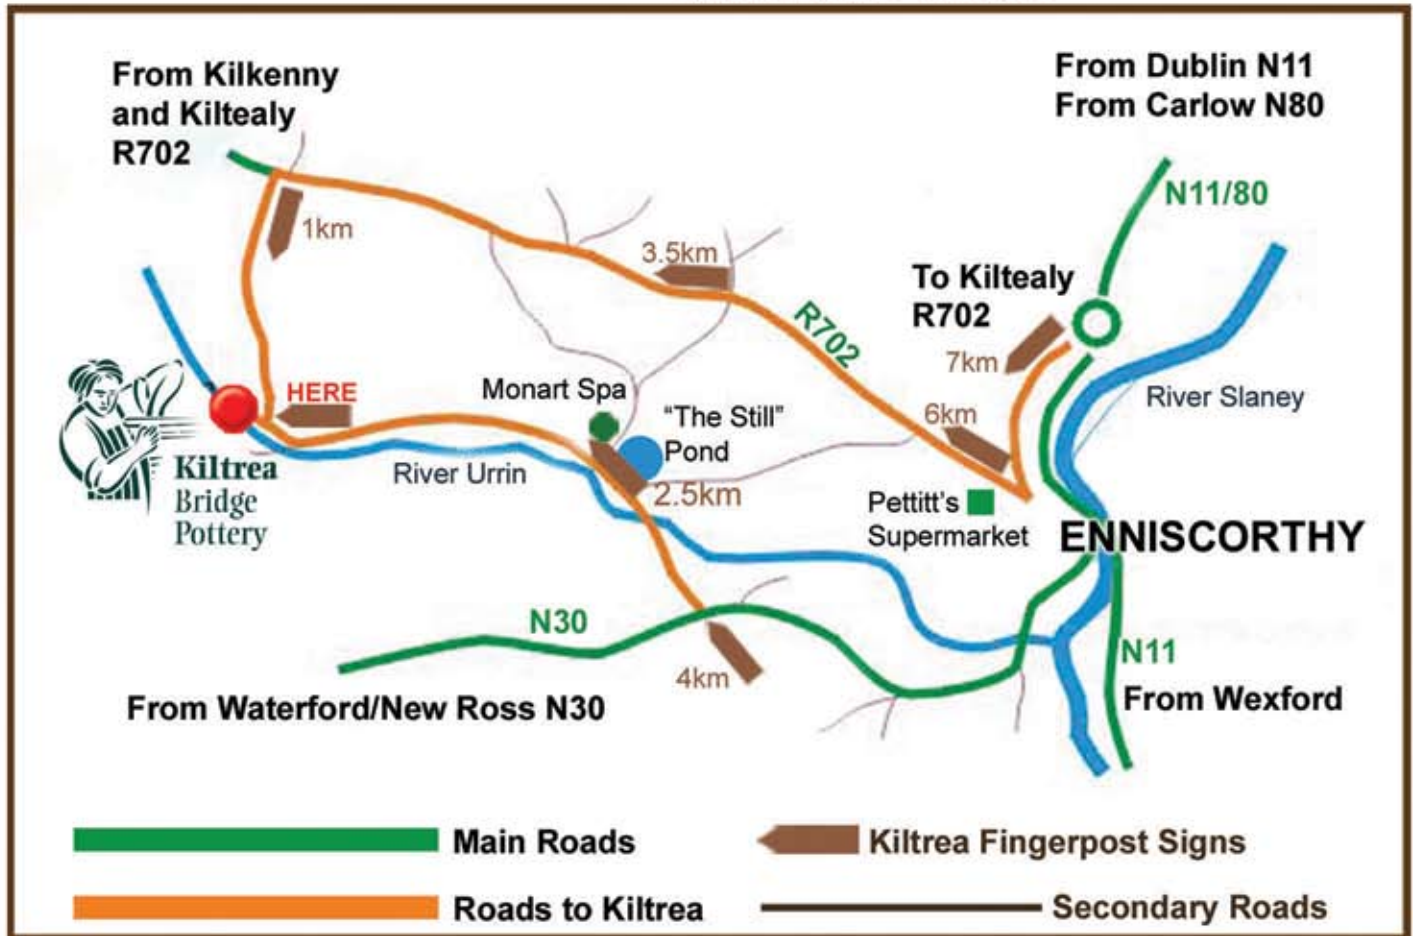 From Kilkenny
and Kiltealy
R702
From Dublin N11
From Carlow N80
N11/80
1km
3.5km
To Kiltealy
R702
R702
7km
HERE
Monart Spa
"The Still"
Pond
6km
River Slaney
Kiltrea
Bridge
Pottery
River Urrin
2.5km
Pettitt's
Supermarket
ENNISCORTHY
N30
4km
N11
From Waterford/New Ross N30
From Wexford
Main Roads
Kiltrea Fingerpost Signs
Roads to Kiltrea
Secondary Roads